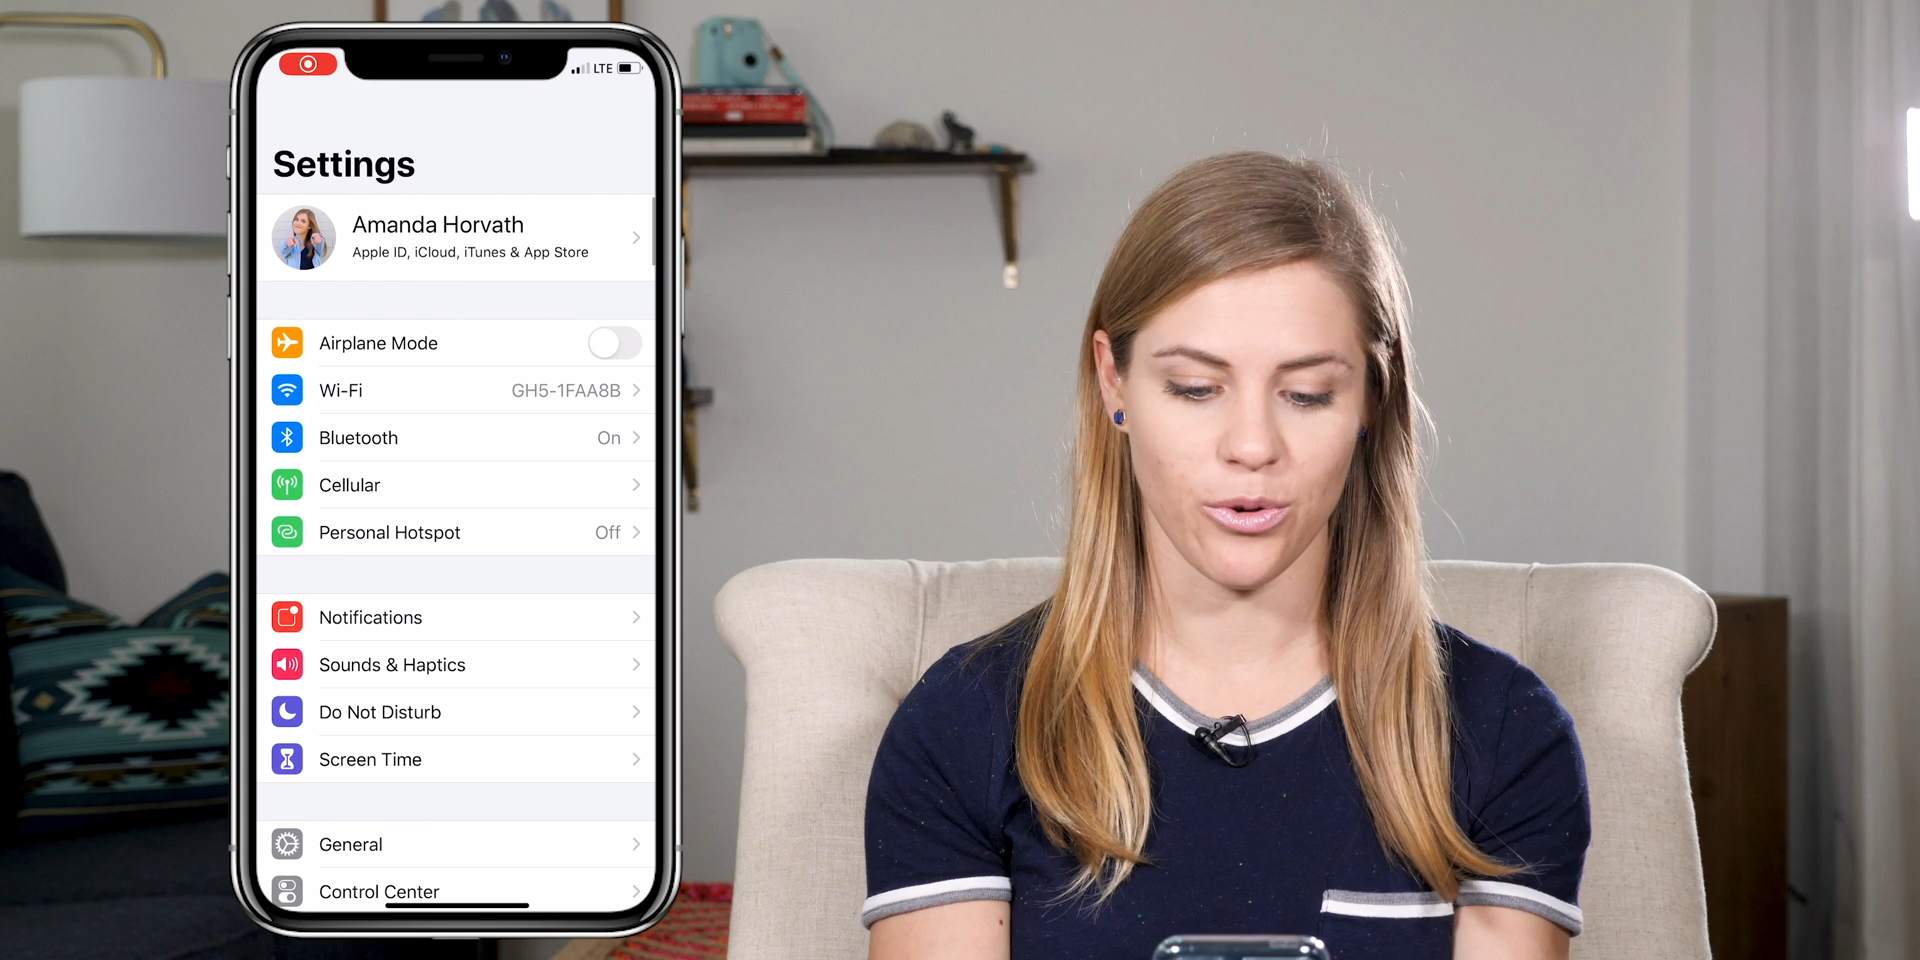 LTE
Settings
Amanda Horvath
Apple ID, iCloud, iTunes & App Store
Airplane Mode
Wi-Fi GH5-1FAA8B
Bluetooth On
Cellular
Personal Hotspot Off
Notifications
Sounds & Haptics
Do Not Disturb
Screen Time
General
Control Center